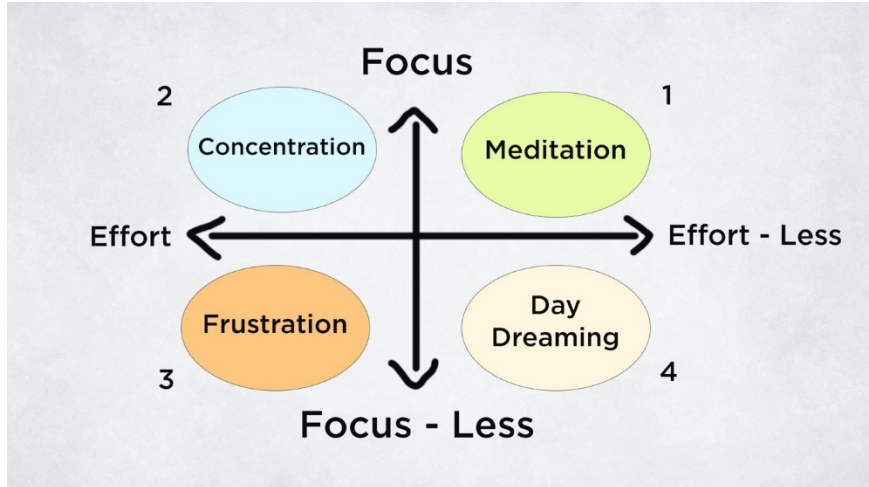 Focus
2
1
Concentration
Meditation
Effort
Effort - Less
Frustration
Day
Dreaming
3
4
Focus - Less